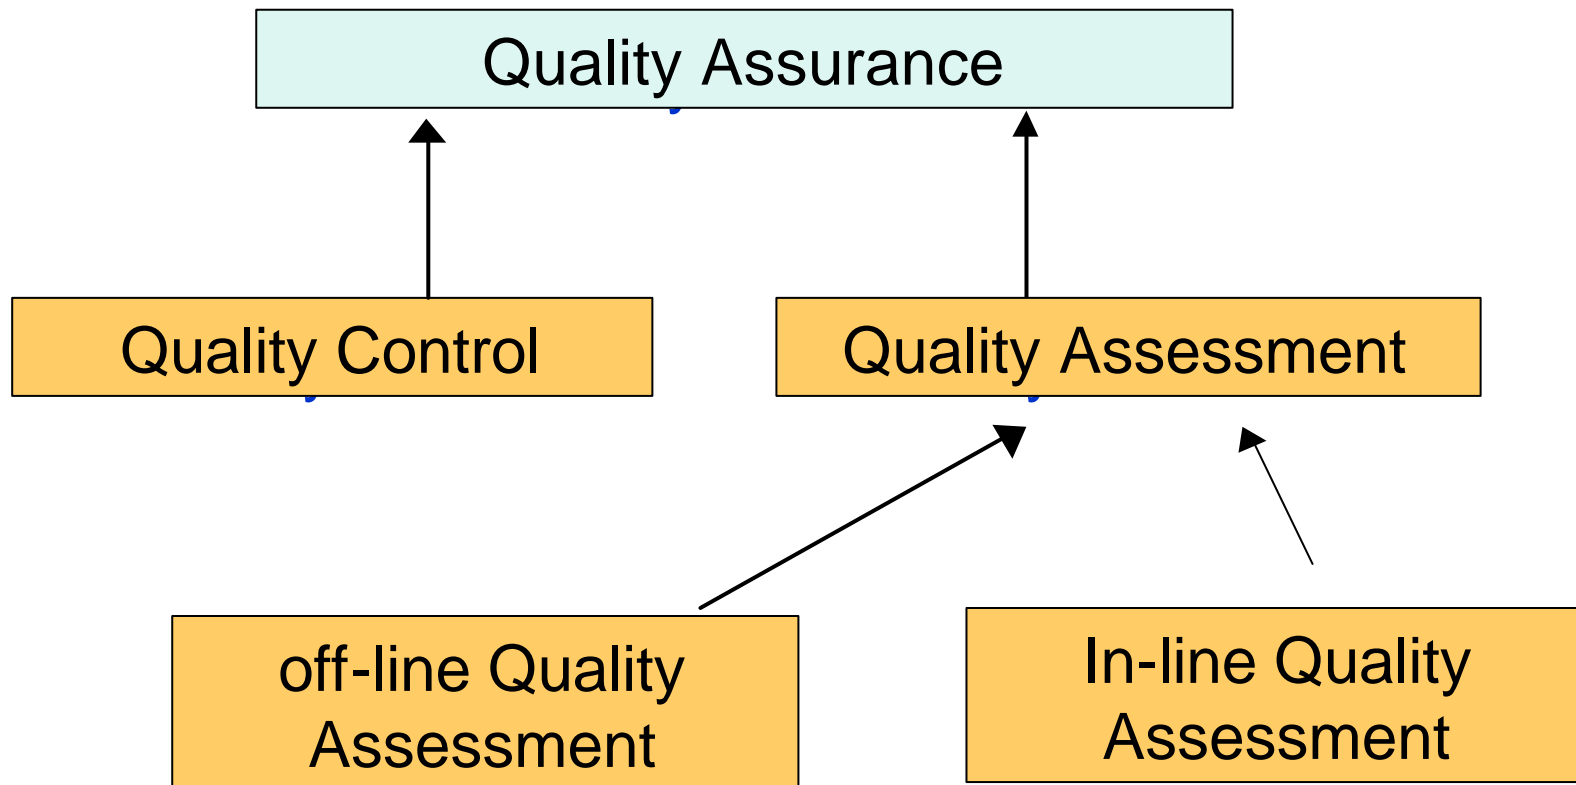 Quality Assurance
Quality Control
Quality Assessment
off-line Quality
Assessment
In-line Quality
Assessment